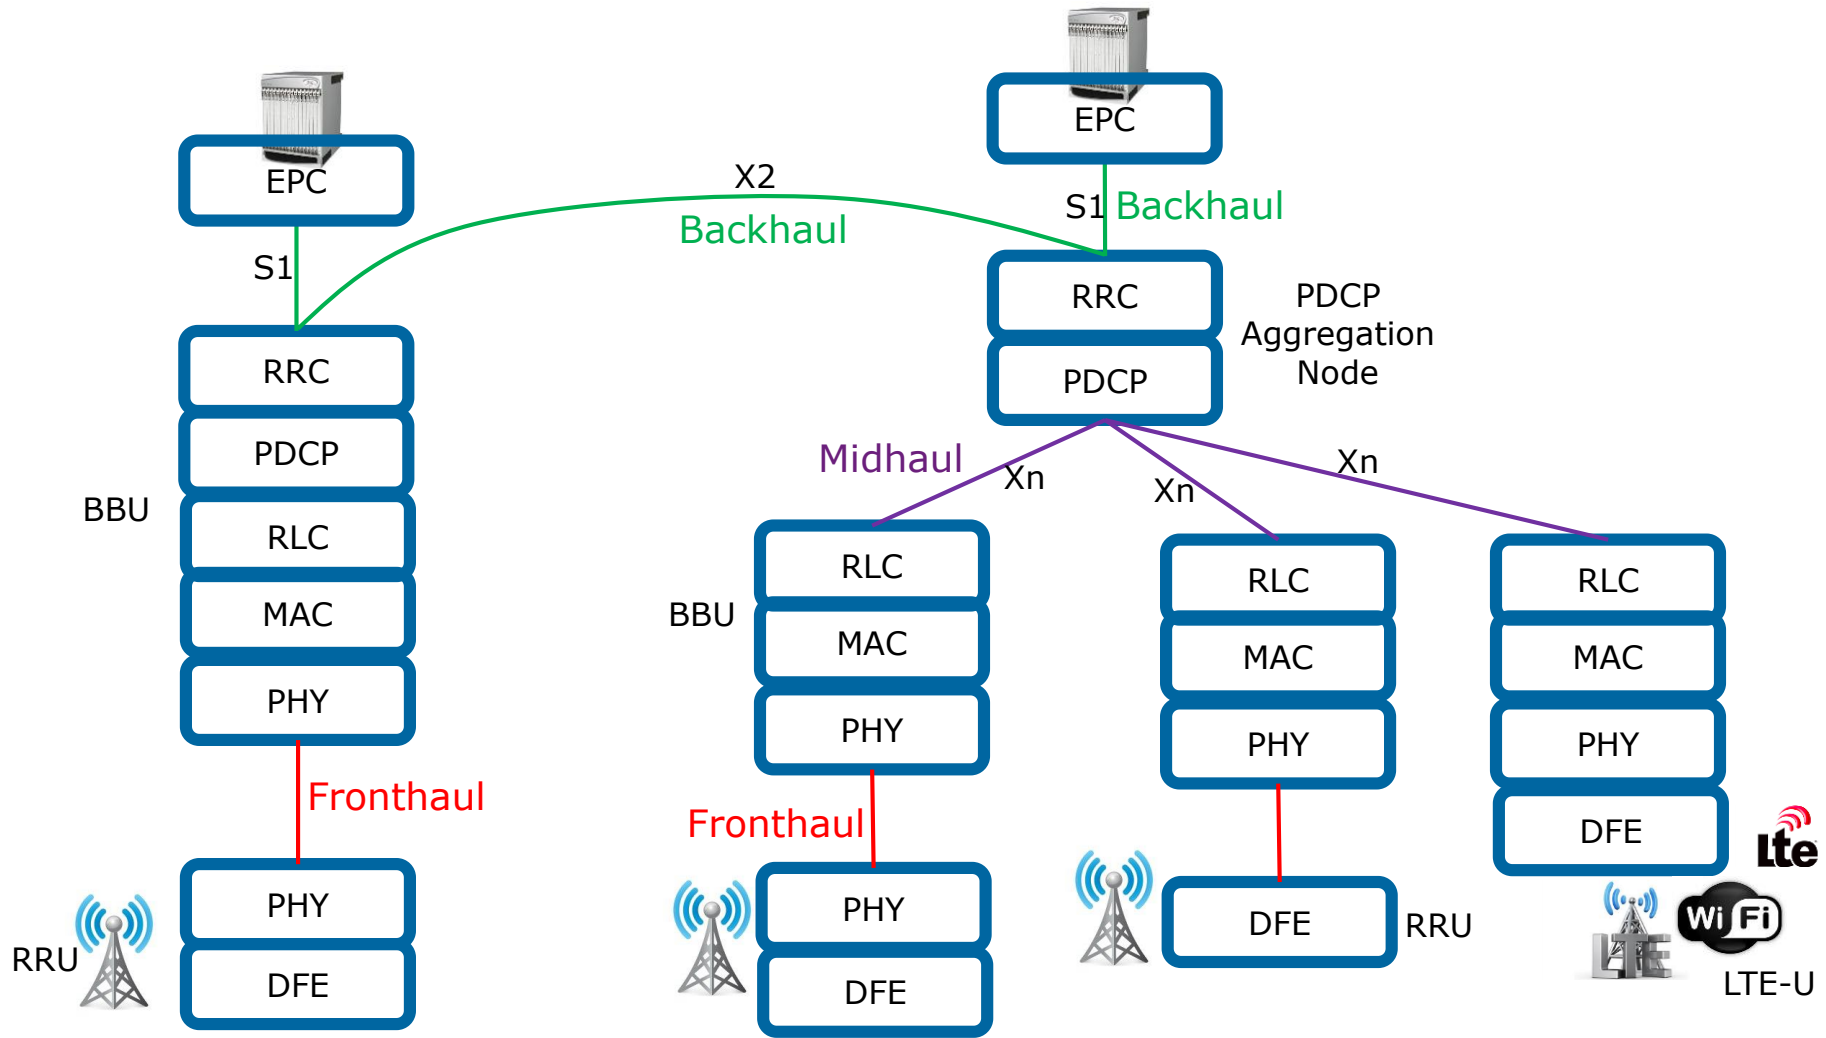 EPC
EPC
X2
Backhaul
S1
Backhaul
S1
RRC
PDCP
Aggregation
Node
PDCP
RRC
PDCP
RLC
MAC
PHY
BBU
Midhaul
Xn
Xn
Xn
BBU
RLC
MAC
PHY
RLC
MAC
PHY
RLC
MAC
PHY
DFE
Fronthaul
Fronthaul
RRU
PHY
DFE
PHY
DFE
DFE
RRU
Lte
LTE
Wi Fi
LTE-U